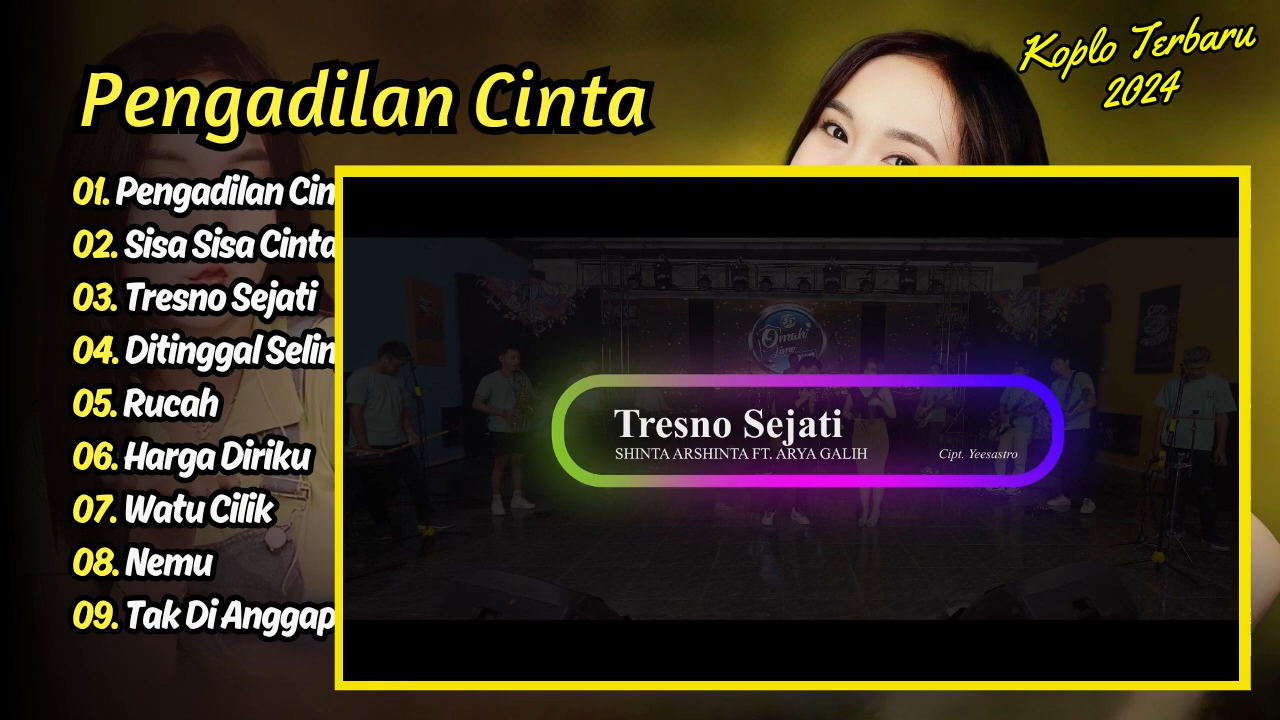 Koplo Terbaru
2024
Pengadilan Cinta
01. Pengadilan Cin
02. Sisa Sisa Cinta
03. Tresno Sejati
04. Ditinggal Selin
05. Rucah
06. Harga Diriku
07. Watu Cilik
08. Nemu
09. Tak Di Anggap
Omah
Tresno Sejati
SHINTA ARSHINTA FT. ARYA GALIH
Cipt. Yeesastro